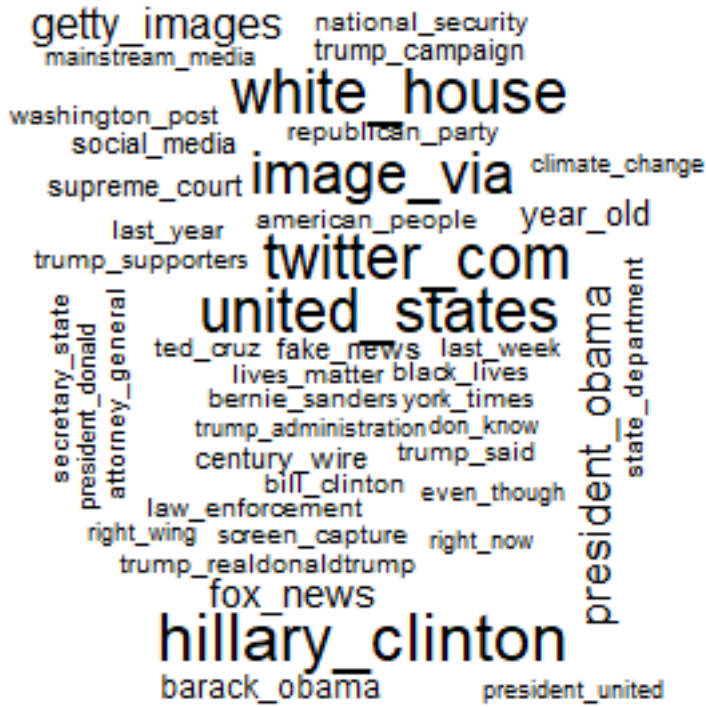 getty_images national_security
mainstream_media trump_campaign
white_house
washington_post republican_party
social_media
supreme_court image_via climate_change
last_year american_people year_old
trump_supporters twitter_com
united_states
secretary_state
president_donald
attorney_general
ted_cruz fake_news last_week
lives_matter black_lives
bernie_sanders york_times
trump_administration don_know
century_wire trump_said
bill_clinton even_though
law_enforcement
right_wing screen_capture right_now
trump_realdonaldtrump
fox_news
president_obama
state_department
hillary_clinton
barack_obama president_united